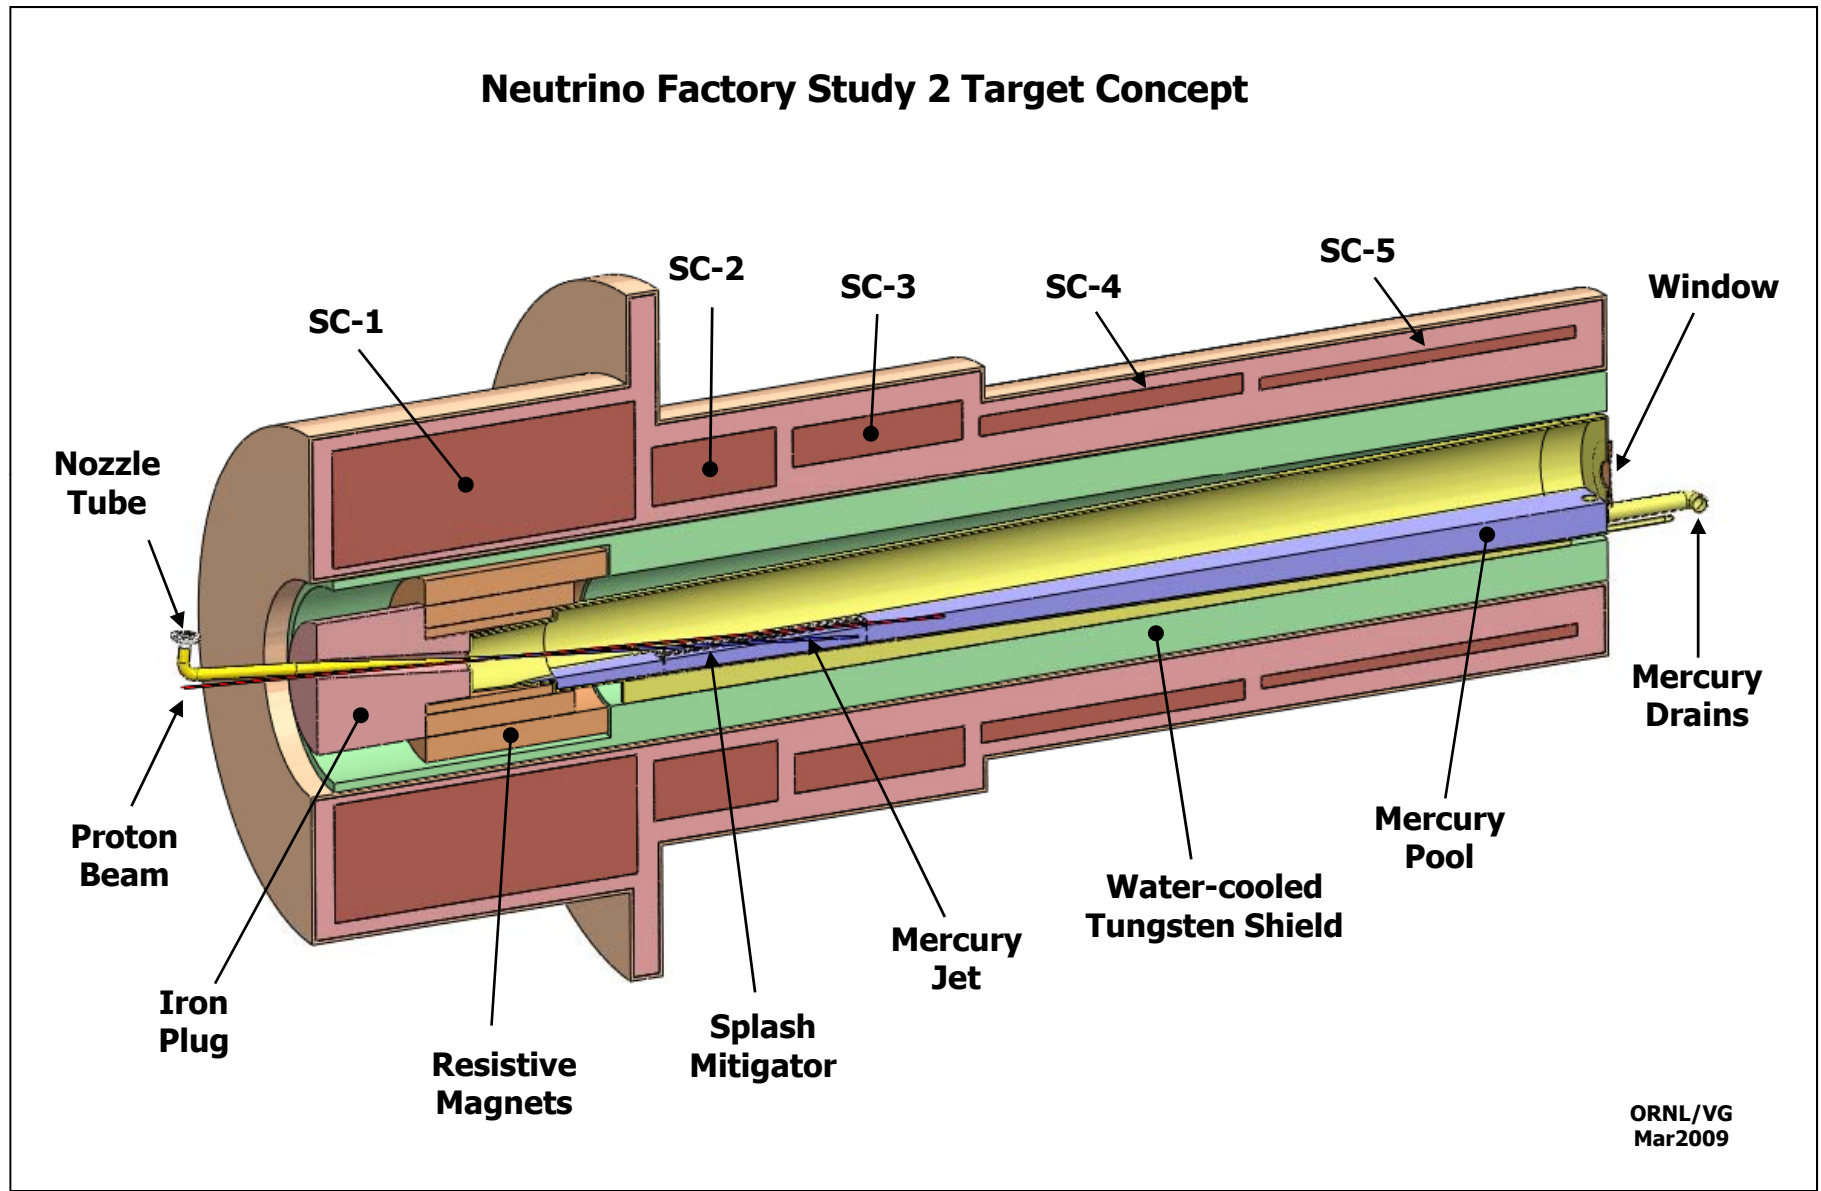 Neutrino Factory Study 2 Target Concept
SC-5
SC-2
SC-3
SC-4
Window
SC-1
Nozzle
Tube
Mercury
Drains
Proton
Beam
Mercury
Pool
Water-cooled
Tungsten Shield
Mercury
Jet
Iron
Plug
Splash
Mitigator
Resistive
Magnets
ORNL/VG
Mar2009